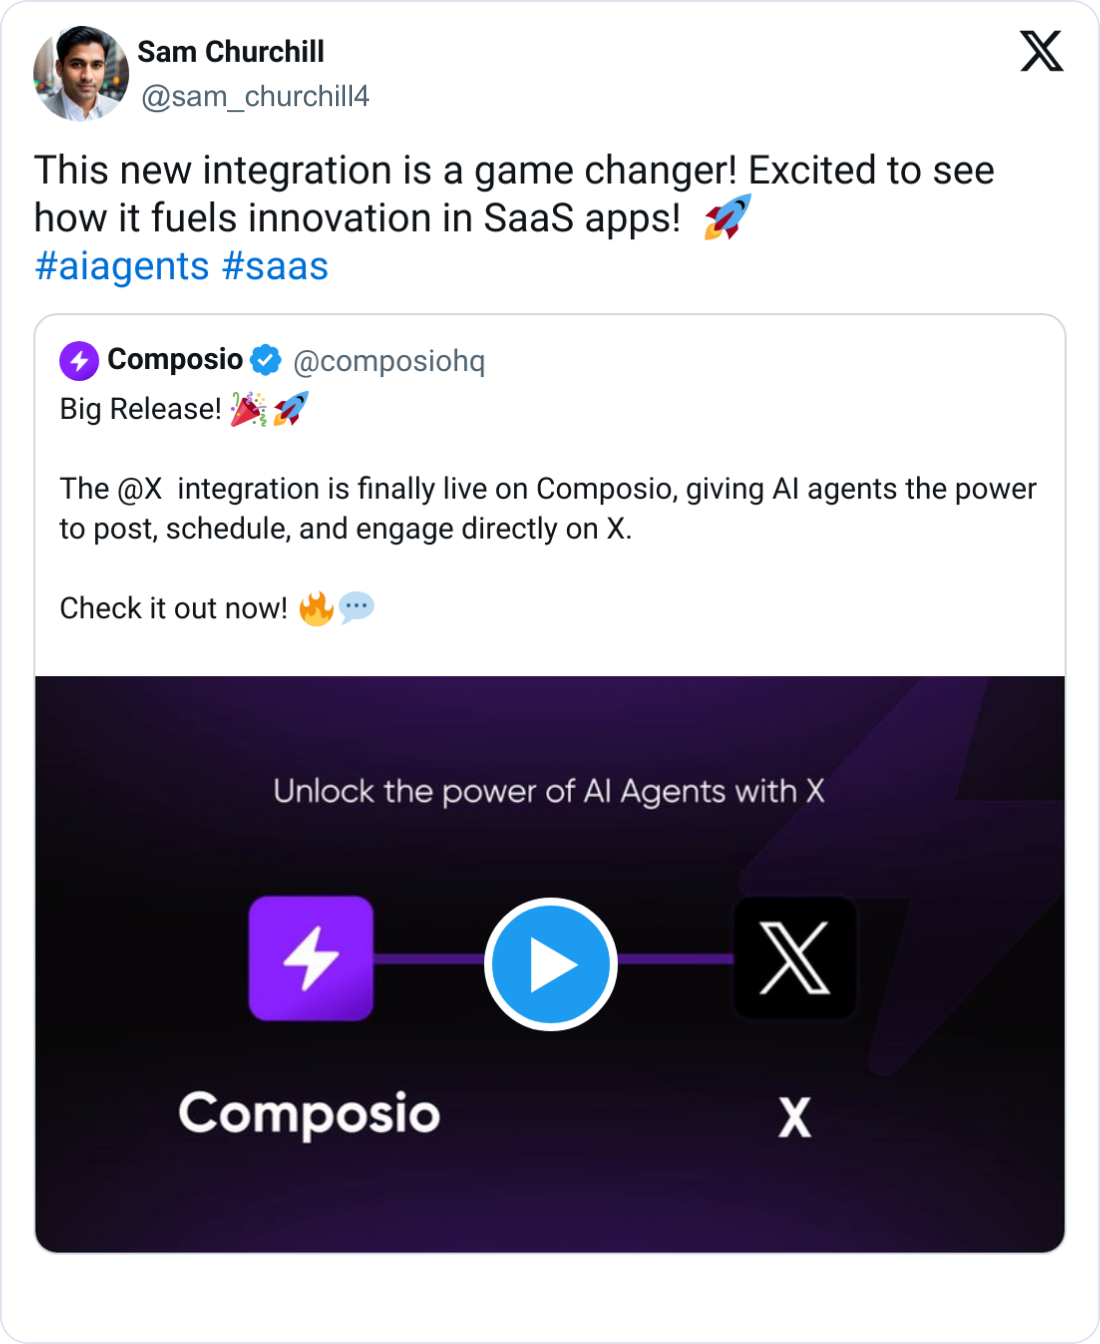 Sam Churchill
@sam_churchill4
This new integration is a game changer! Excited to see
how it fuels innovation in SaaS apps! 🚀
#aiagents #saas
Composio @composiohq
Big Release! 🎉🚀
The @X  integration is finally live on Composio, giving AI agents the power
to post, schedule, and engage directly on X.
Check it out now! 🔥💬
Unlock the power of AI Agents with X
Composio
X